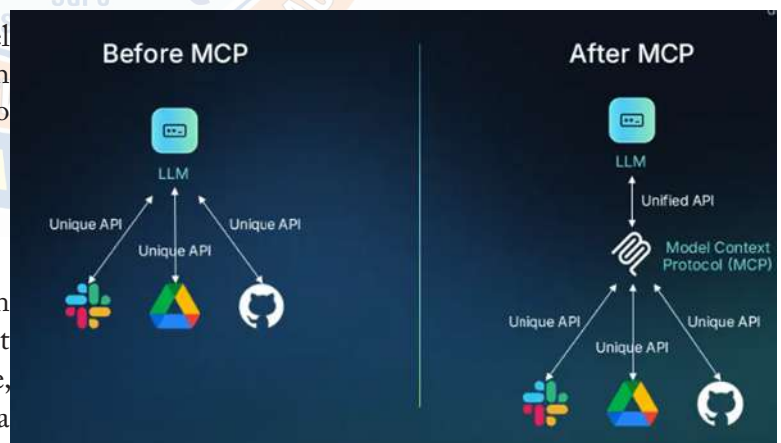 Before MCP
LLM
Unique API
Unique API
Unique API
After MCP
LLM
Unified API
Model Context
Protocol (MCP)
Unique API
Unique API
Unique API